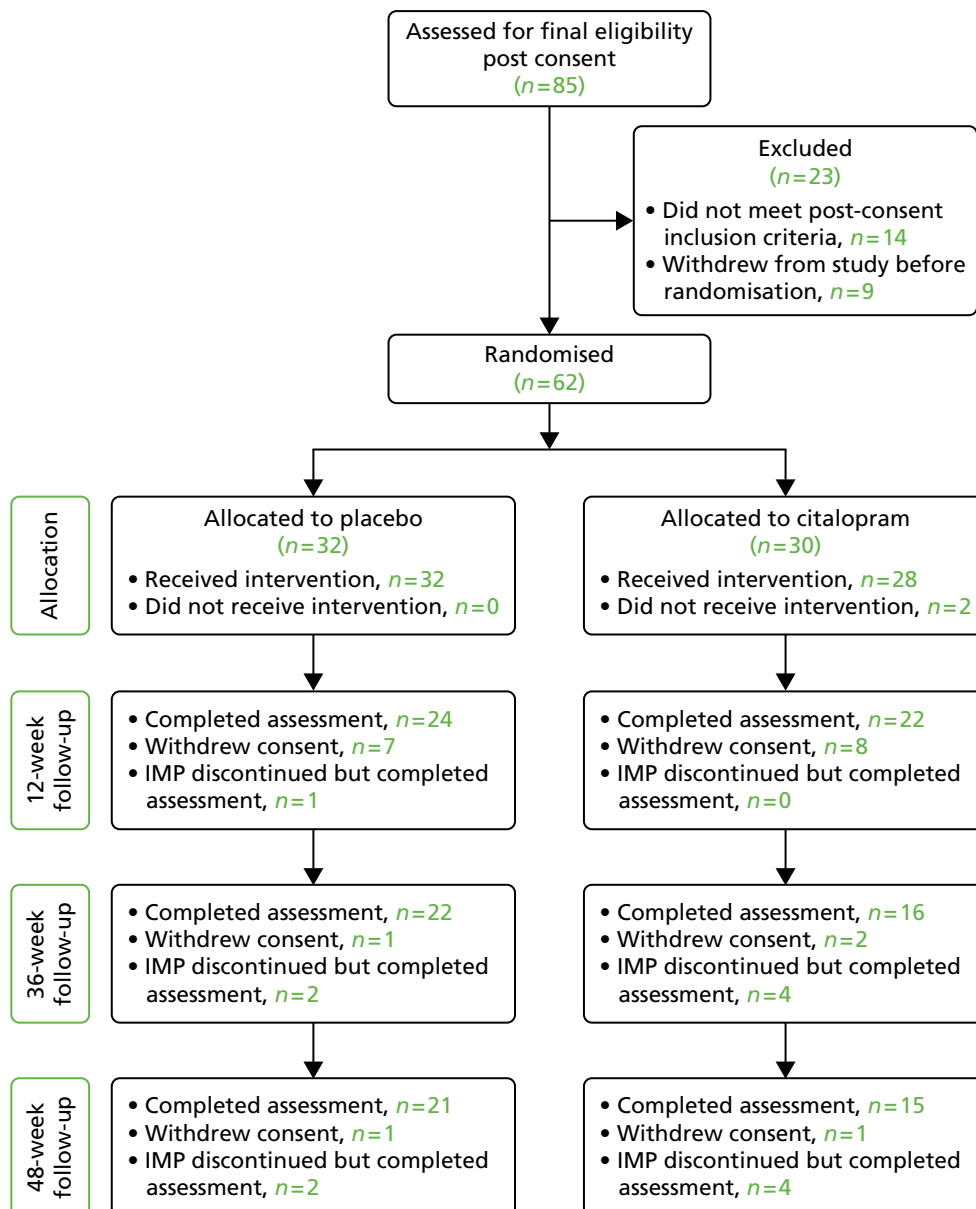 Assessed for final eligibility
post consent
(n=85)
Excluded
(n=23)
• Did not meet post-consent
inclusion criteria, n=14
• Withdrew from study before
randomisation, n=9
Randomised
(n=62)
Allocation
Allocated to placebo
(n=32)
• Received intervention, n=32
• Did not receive intervention, n=0
Allocated to citalopram
(n=30)
• Received intervention, n=28
• Did not receive intervention, n=2
12-week
follow-up
• Completed assessment, n=24
• Withdrew consent, n=7
• IMP discontinued but completed
assessment, n=1
• Completed assessment, n=22
• Withdrew consent, n=8
• IMP discontinued but completed
assessment, n=0
36-week
follow-up
• Completed assessment, n=22
• Withdrew consent, n=1
• IMP discontinued but completed
assessment, n=2
• Completed assessment, n=16
• Withdrew consent, n=2
• IMP discontinued but completed
assessment, n=4
48-week
follow-up
• Completed assessment, n=21
• Withdrew consent, n=1
• IMP discontinued but completed
assessment, n=2
• Completed assessment, n=15
• Withdrew consent, n=1
• IMP discontinued but completed
assessment, n=4